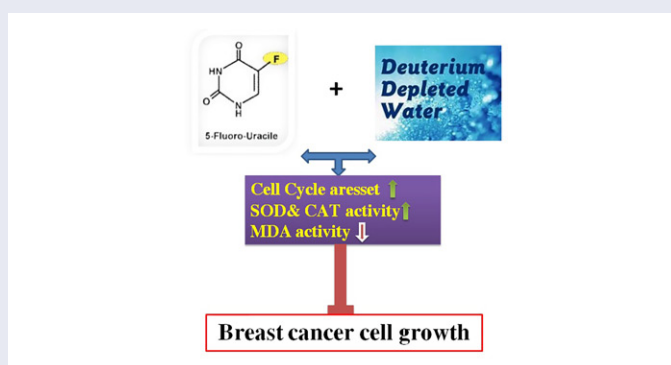 O
F
HN
O
N
H
5-Fluoro-Uracile
+
Deuterium
Depleted
Water
Cell Cycle aresset
SOD& CAT activity
MDA activity
Breast cancer cell growth